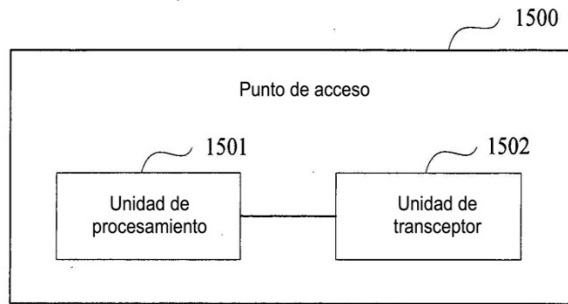 1500
Punto de acceso
1501
1502
Unidad de
procesamiento
Unidad de
transceptor